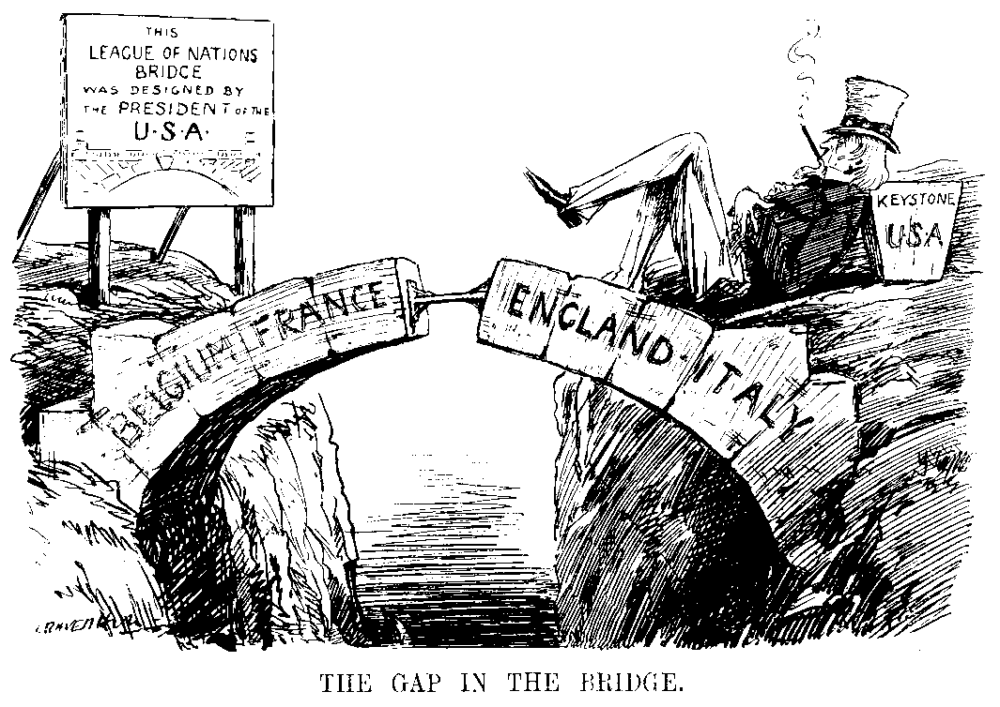 THIS
LEAGUE OF NATIONS
BRIDGE
WAS DESIGNED BY
THE PRESIDENT OF THE
U.S.A.
KEYSTONE
U.S.A
BELGIUM
FRANCE
ENGLAND
ITALY
THE GAP IN THE BRIDGE.